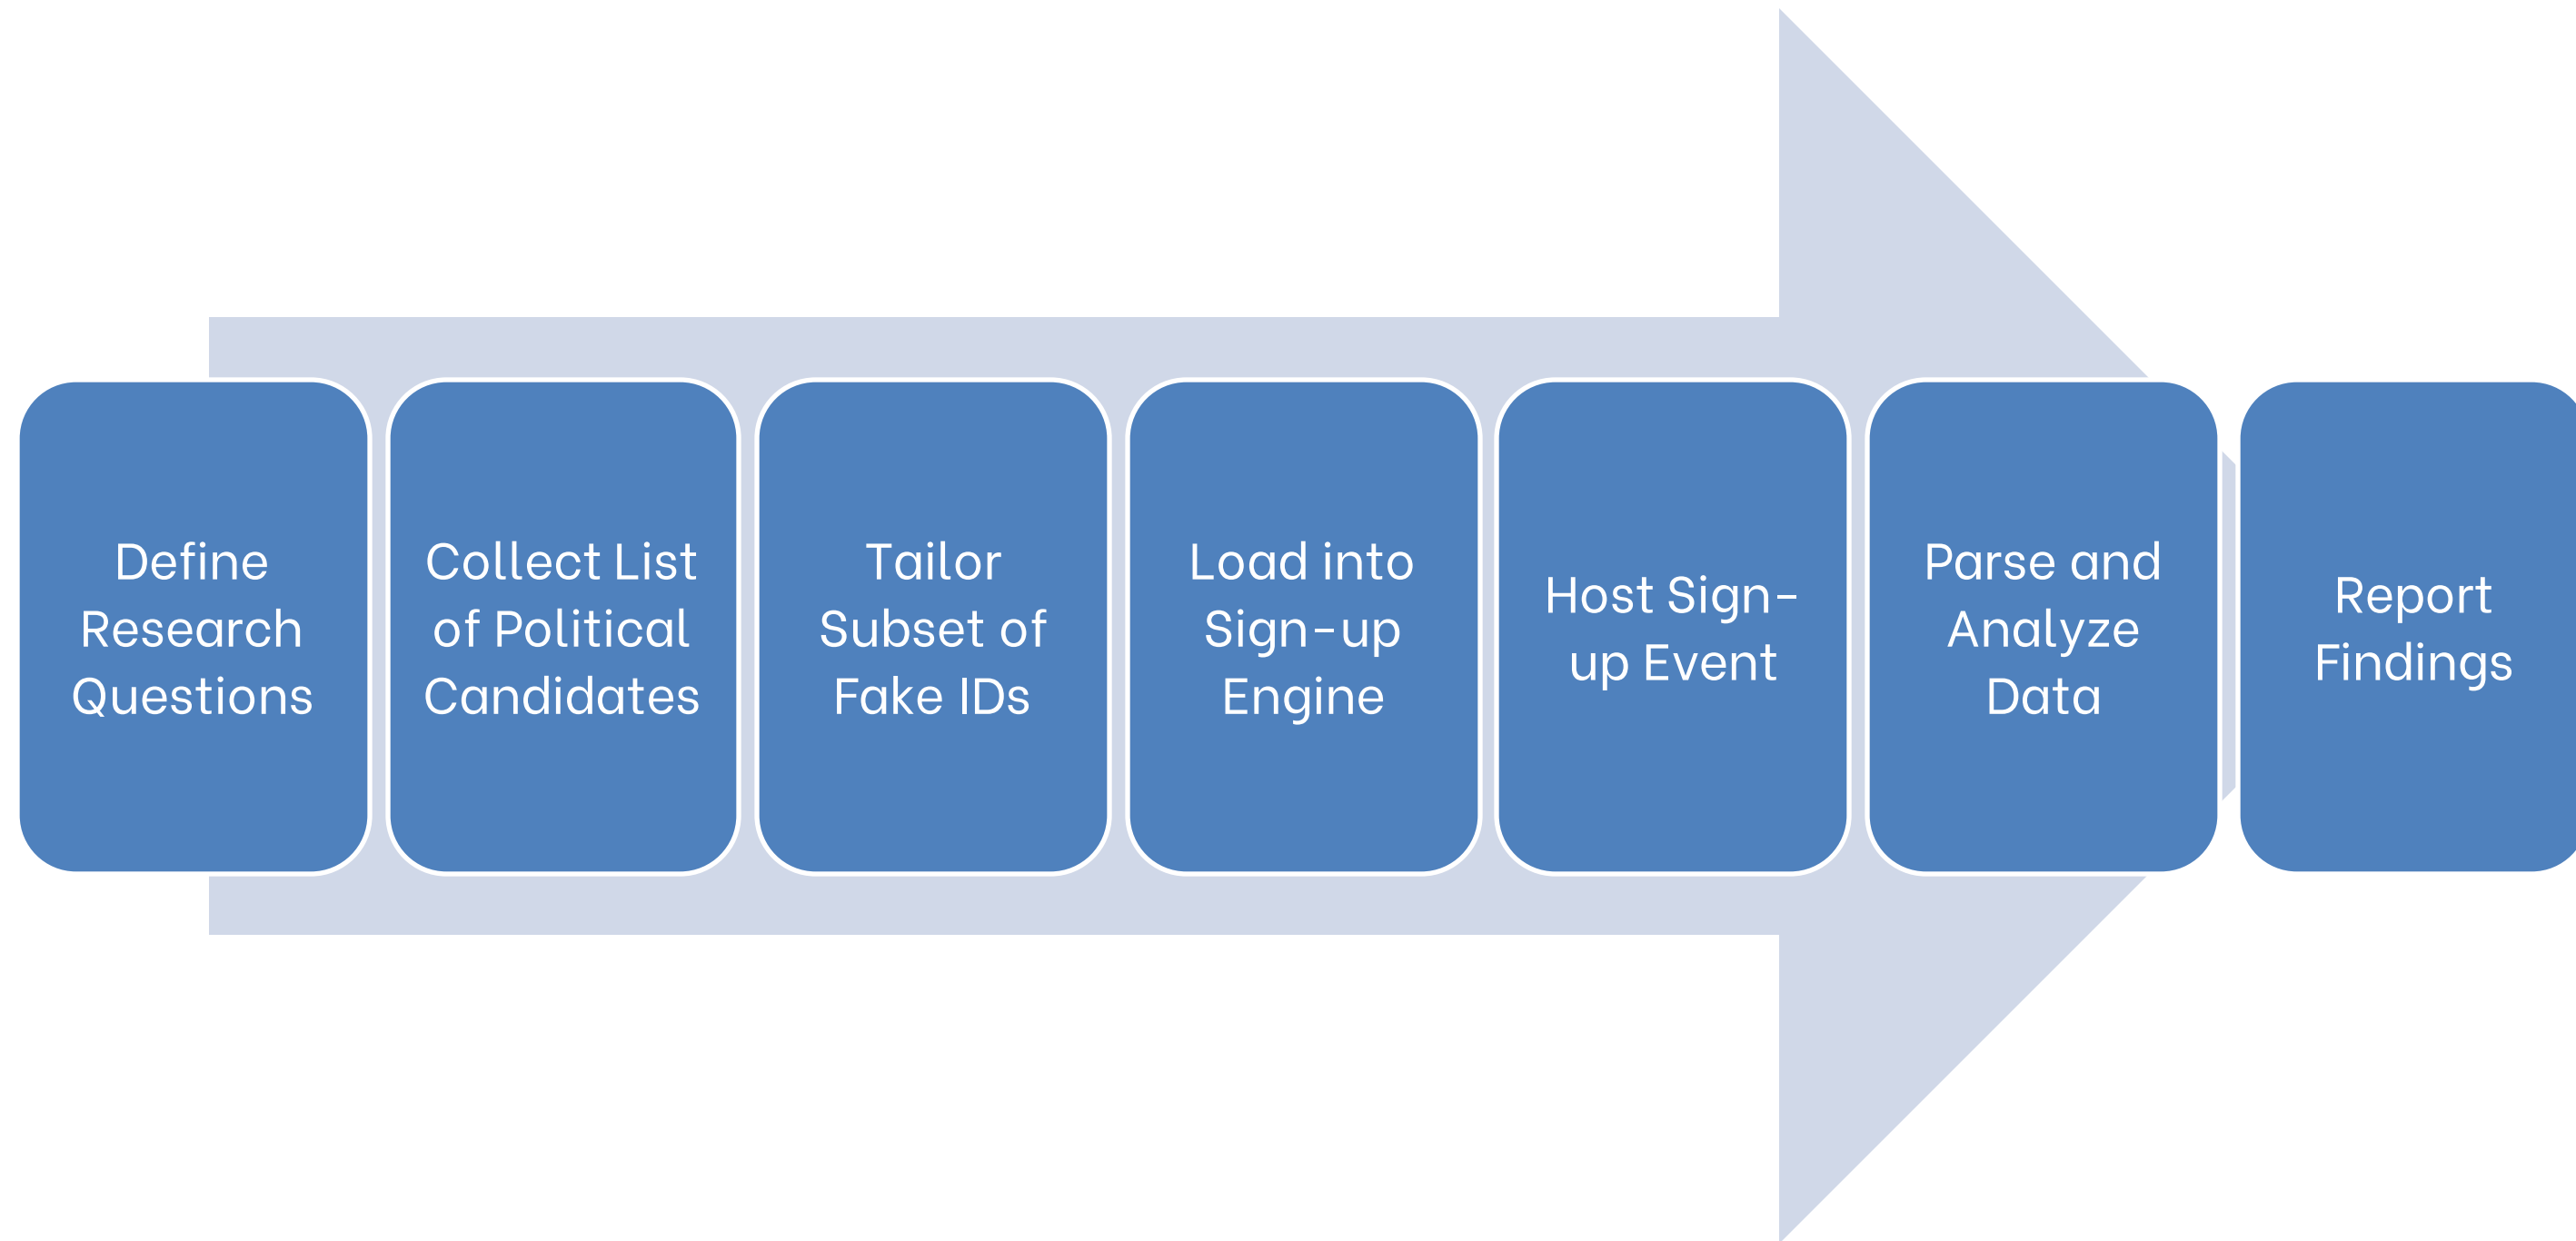 Define
Research
Questions
Collect List
of Political
Candidates
Tailor
Subset of
Fake IDs
Load into
Sign-up
Engine
Host Sign-
up Event
Parse and
Analyze
Data
Report
Findings